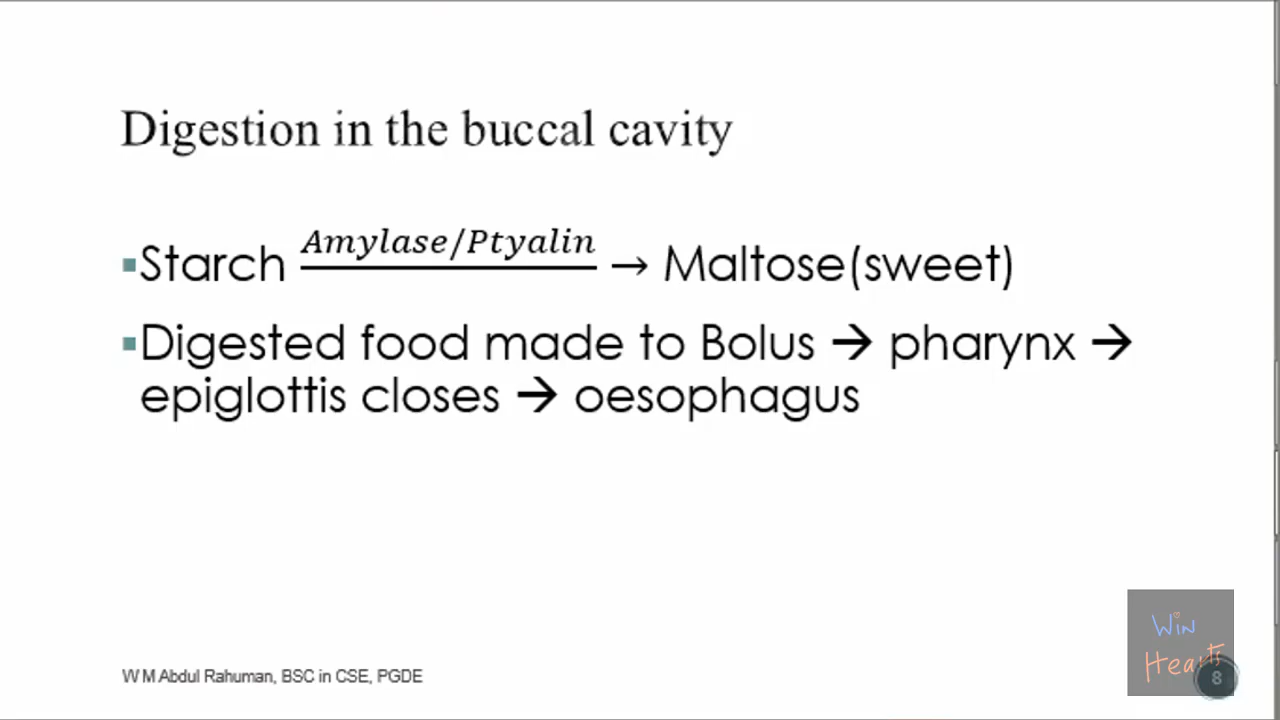 Digestion in the buccal cavity
▪Starch Amylase/Ptyalin → Maltose(sweet)
▪Digested food made to Bolus → pharynx →
epiglottis closes → oesophagus
Win
Hearts
W M Abdul Rahuman, BSC in CSE, PGDE
8